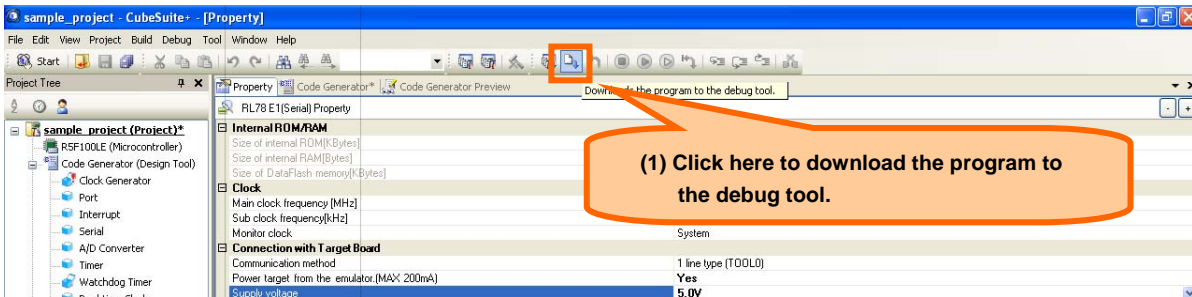 sample_project - CubeSuite+ - [Property]
File Edit View Project Build Debug Tool Window Help
Start
Project Tree
Property Code Generator* Code Generator Preview
Downloads the program to the debug tool.
RL78 E1(Serial) Property
sample_project (Project)*
R5F100LE (Microcontroller)
Code Generator (Design Tool)
Clock Generator
Port
Interrupt
Serial
A/D Converter
Timer
Watchdog Timer
Internal ROM/RAM
Size of internal ROM[KBytes]
Size of internal RAM[Bytes]
Size of DataFlash memory[KBytes]
Clock
Main clock frequency [MHz]
Sub clock frequency[kHz]
Monitor clock System
Connection with Target Board
Communication method 1 line type (TOOL0)
Power target from the emulator.(MAX 200mA) Yes
Supply voltage 5.0V
(1) Click here to download the program to
the debug tool.